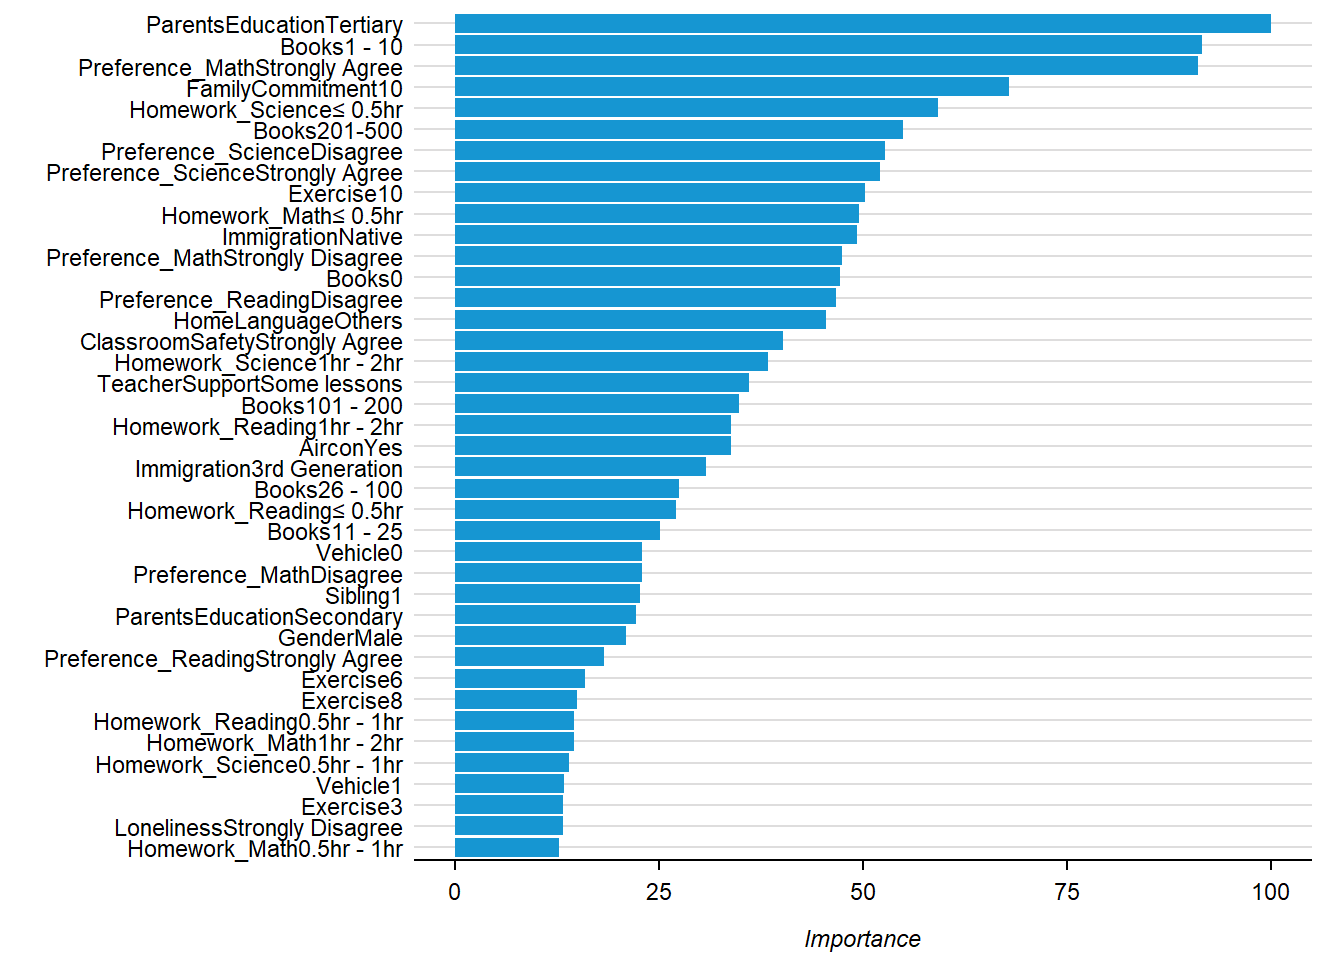 ParentsEducationTertiary
Books1 - 10
Preference_MathStrongly Agree
FamilyCommitment10
Homework_Science≤ 0.5hr
Books201-500
Preference_ScienceDisagree
Preference_ScienceStrongly Agree
Exercise10
Homework_Math≤ 0.5hr
ImmigrationNative
Preference_MathStrongly Disagree
Books0
Preference_ReadingDisagree
HomeLanguageOthers
ClassroomSafetyStrongly Agree
Homework_Science1hr - 2hr
TeacherSupportSome lessons
Books101 - 200
Homework_Reading1hr - 2hr
AirconYes
Immigration3rd Generation
Books26 - 100
Homework_Reading≤ 0.5hr
Books11 - 25
Vehicle0
Preference_MathDisagree
Sibling1
ParentsEducationSecondary
GenderMale
Preference_ReadingStrongly Agree
Exercise6
Exercise8
Homework_Reading0.5hr - 1hr
Homework_Math1hr - 2hr
Homework_Science0.5hr - 1hr
Vehicle1
Exercise3
LonelinessStrongly Disagree
Homework_Math0.5hr - 1hr
0 25 50 75 100
Importance